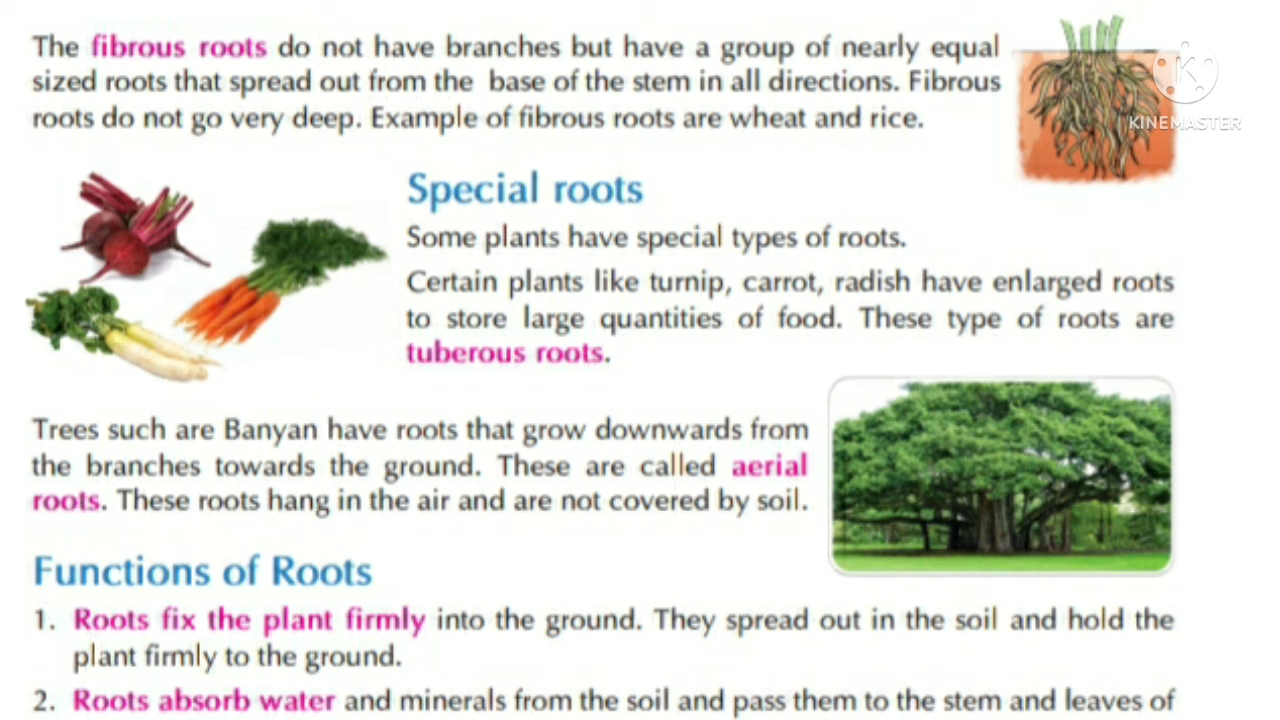 The fibrous roots do not have branches but have a group of nearly equal
sized roots that spread out from the base of the stem in all directions. Fibrous
roots do not go very deep. Example of fibrous roots are wheat and rice.
KINEMASTER
Special roots
Some plants have special types of roots.
Certain plants like turnip, carrot, radish have enlarged roots
to store large quantities of food. These type of roots are
tuberous roots.
Trees such are Banyan have roots that grow downwards from
the branches towards the ground. These are called aerial
roots. These roots hang in the air and are not covered by soil.
Functions of Roots
1. Roots fix the plant firmly into the ground. They spread out in the soil and hold the
plant firmly to the ground.
2. Roots absorb water and minerals from the soil and pass them to the stem and leaves of